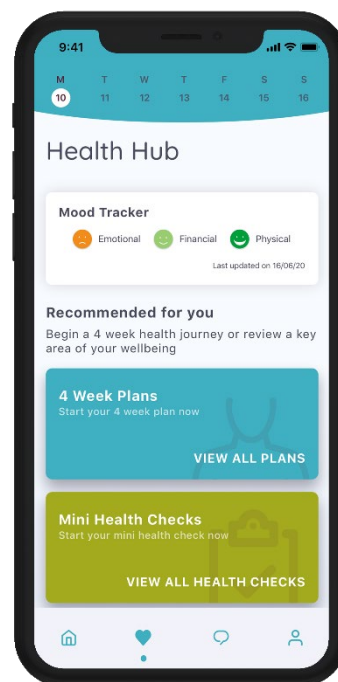 9:41
M T W T F S S
10 11 12 13 14 15 16
Health Hub
Mood Tracker
Emotional Financial Physical
Last updated on 16/06/20
Recommended for you
Begin a 4 week health journey or review a key
area of your wellbeing
4 Week Plans
Start your 4 week plan now
VIEW ALL PLANS
Mini Health Checks
Start your mini health check now
VIEW ALL HEALTH CHECKS